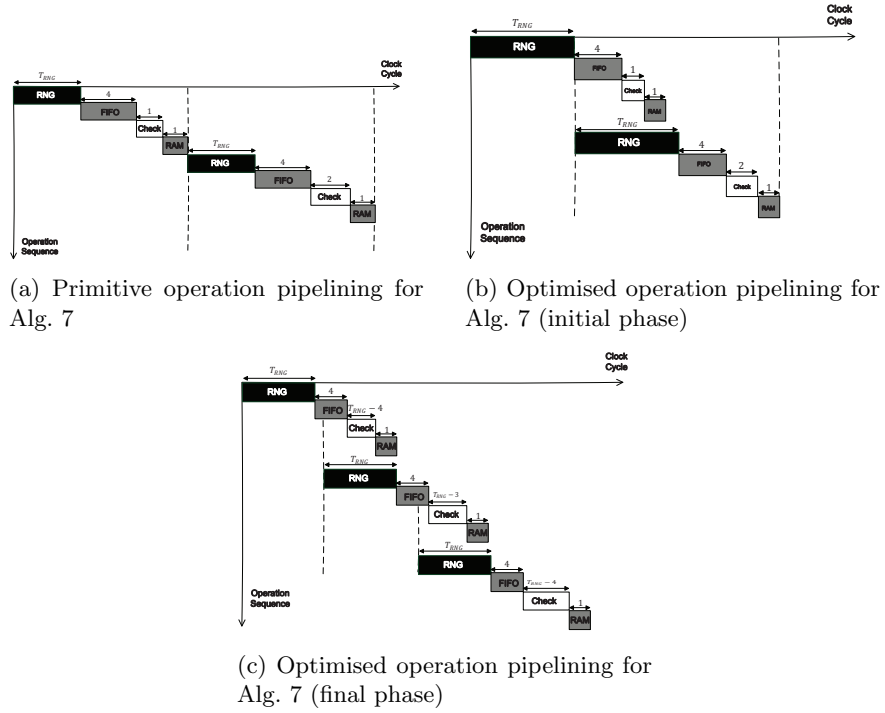 Clock
Cycle
T_RNG
RNG
4
FIFO
1
Check
1
RAM
T_RNG
RNG
4
FIFO
2
Check
1
RAM
Operation
Sequence
(a) Primitive operation pipelining for
Alg. 7
Clock
Cycle
T_RNG
RNG
4
FIFO
1
Check
1
RAM
T_RNG
RNG
4
FIFO
2
Check
1
RAM
Operation
Sequence
(b) Optimised operation pipelining for
Alg. 7 (initial phase)
Clock
Cycle
T_RNG
RNG
4
FIFO
T_RNG − 4
Check
1
RAM
T_RNG
RNG
4
FIFO
T_RNG − 3
Check
1
RAM
T_RNG
RNG
4
FIFO
T_RNG − 4
Check
1
RAM
Operation
Sequence
(c) Optimised operation pipelining for
Alg. 7 (final phase)